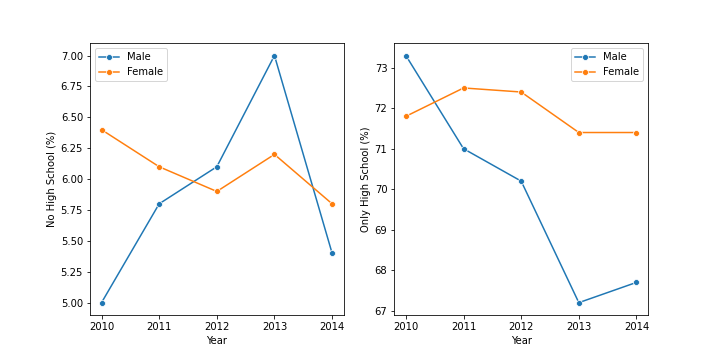 No High School (%)
7.00
6.75
6.50
6.25
6.00
5.75
5.50
5.25
5.00
Male
Female
2010 2011 2012 2013 2014
Year
Only High School (%)
73
72
71
70
69
68
67
Male
Female
2010 2011 2012 2013 2014
Year